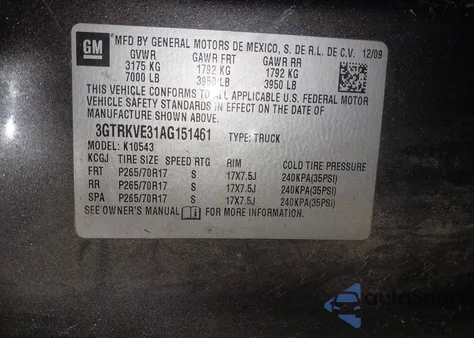 GM
MFD BY GENERAL MOTORS DE MEXICO, S. DE R.L. DE C.V. 12/09
GVWR GAWR FRT GAWR RR
3175 KG 1792 KG 1792 KG
7000 LB 3950 LB 3950 LB
THIS VEHICLE CONFORMS TO ALL APPLICABLE U.S. FEDERAL MOTOR
VEHICLE SAFETY STANDARDS IN EFFECT ON THE DATE OF
MANUFACTURE SHOWN ABOVE.
3GTRKVE31AG151461 TYPE: TRUCK
MODEL: K10543
KCGJ TIRE SIZE SPEED RTG RIM COLD TIRE PRESSURE
FRT P265/70R17 S 17X7.5J 240KPA(35PSI)
RR P265/70R17 S 17X7.5J 240KPA(35PSI)
SPA P265/70R17 S 17X7.5J 240KPA(35PSI)
SEE OWNER'S MANUAL FOR MORE INFORMATION